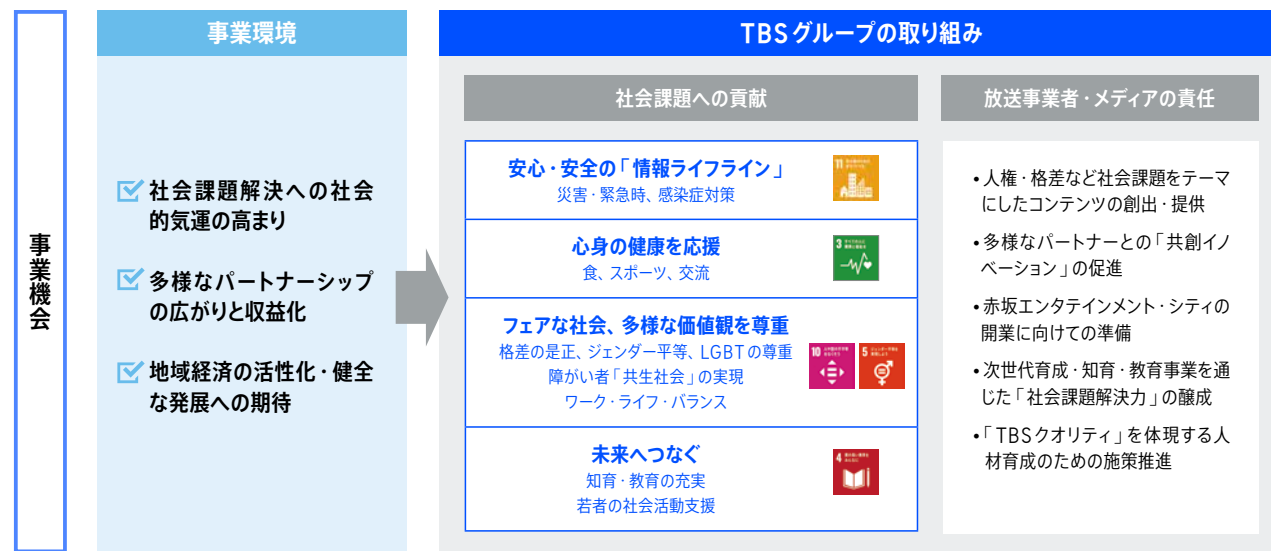 事業機会
事業環境
社会課題解決への社会
的気運の高まり
多様なパートナーシップ
の広がりと収益化
地域経済の活性化・健全
な発展への期待
TBSグループの取り組み
社会課題への貢献
安心・安全の「情報ライフライン」
災害・緊急時、感染症対策
11
心身の健康を応援
食、スポーツ、交流
3
フェアな社会、多様な価値観を尊重
格差の是正、ジェンダー平等、LGBTの尊重
障がい者「共生社会」の実現
ワーク・ライフ・バランス
10
5
未来へつなぐ
知育・教育の充実
若者の社会活動支援
4
放送事業者・メディアの責任
•人権・格差など社会課題をテーマ
にしたコンテンツの創出・提供
•多様なパートナーとの「共創イノ
ベーション」の促進
•赤坂エンタテインメント・シティの
開業に向けての準備
•次世代育成・知育・教育事業を通
じた「社会課題解決力」の醸成
•「TBSクオリティ」を体現する人
材育成のための施策推進